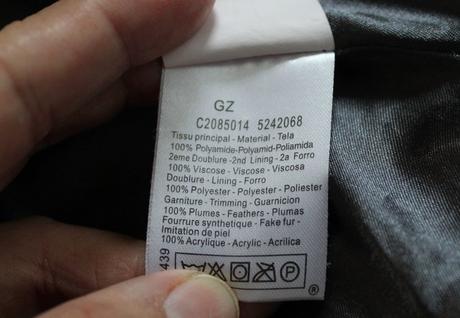 GZ
C2085014 5242068
Tissu principal - Material - Tela
100% Polyamide-Polyamid-Poliamida
2eme Doublure -2nd Lining - 2a Forro
100% Viscose - Viscose - Viscosa
Doublure - Lining - Forro
100% Polyester - Polyester - Poliester
Garniture - Trimming - Guarnicion
100% Plumes - Feathers - Plumas
Fourrure synthetique - Fake fur -
Imitation de piel
100% Acrylique - Acrylic - Acrilica
439
P
®